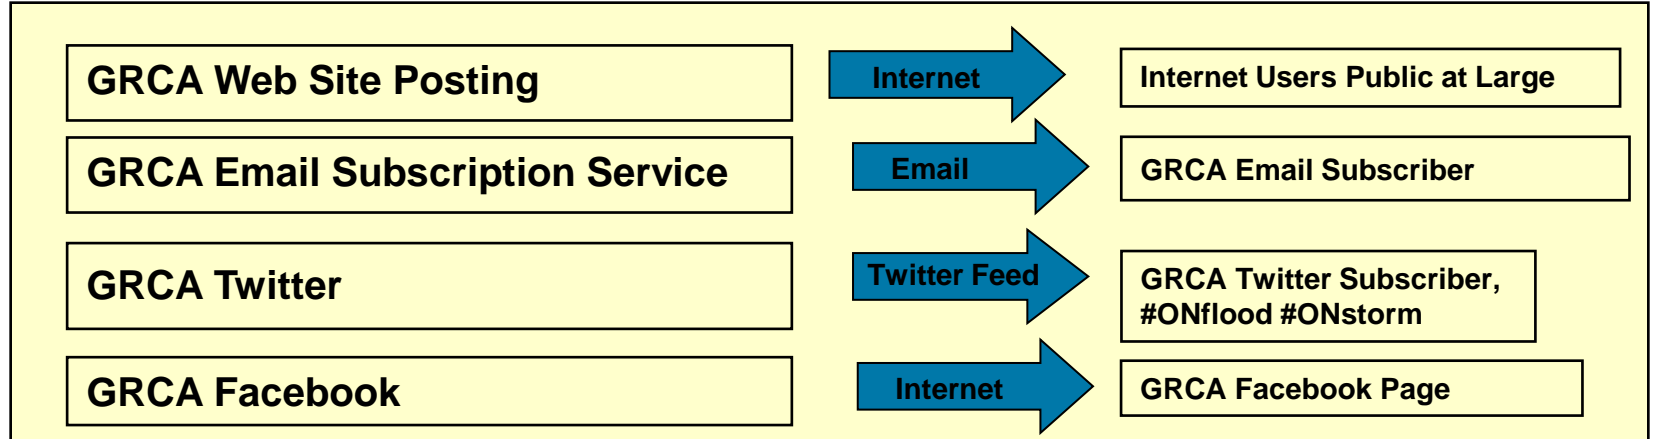 GRCA Web Site Posting
Internet
Internet Users Public at Large
GRCA Email Subscription Service
Email
GRCA Email Subscriber
GRCA Twitter
Twitter Feed
GRCA Twitter Subscriber,
#ONflood #ONstorm
GRCA Facebook
Internet
GRCA Facebook Page